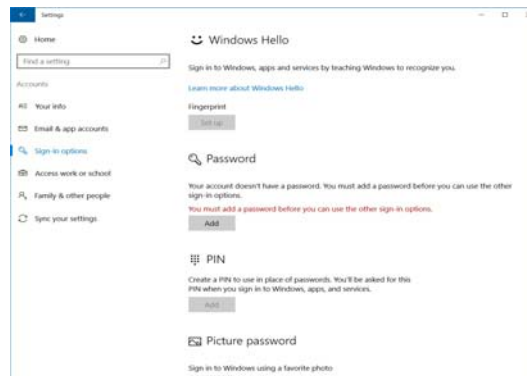 Settings
Home
Find a setting
Accounts
Your info
Email & app accounts
Sign-in options
Access work or school
Family & other people
Sync your settings
Windows Hello
Sign in to Windows, apps and services by teaching Windows to recognize you.
Learn more about Windows Hello
Fingerprint
Set up
Password
Your account doesn't have a password. You must add a password before you can use the other
sign-in options.
You must add a password before you can use the other sign-in options.
Add
PIN
Create a PIN to use in place of passwords. You'll be asked for this
PIN when you sign in to Windows, apps, and services.
Add
Picture password
Sign in to Windows using a favorite photo